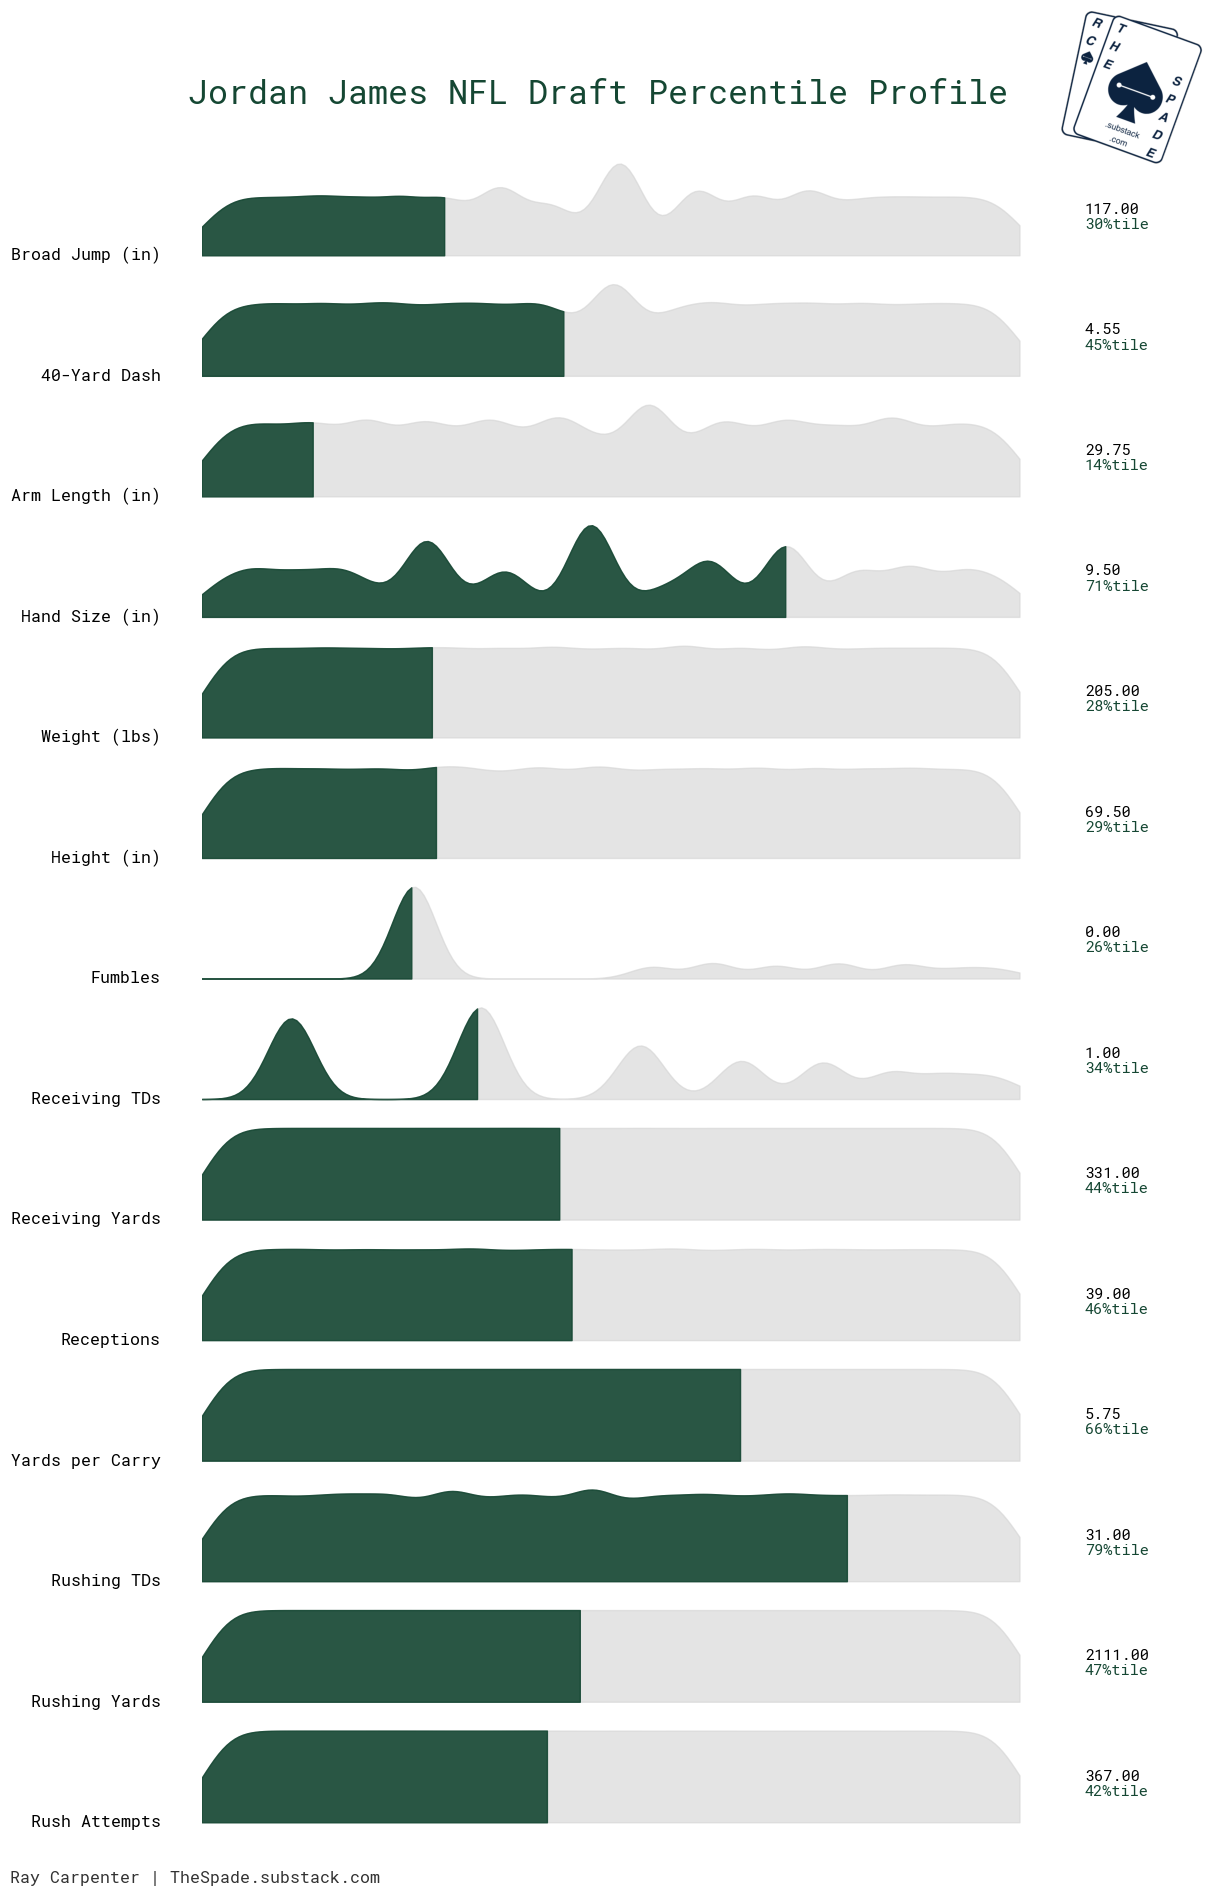 R
C
T
H
E
S
P
A
D
E
.substack
.com
Jordan James NFL Draft Percentile Profile
117.00
30%tile
Broad Jump (in)
4.55
45%tile
40-Yard Dash
29.75
14%tile
Arm Length (in)
9.50
71%tile
Hand Size (in)
205.00
28%tile
Weight (lbs)
69.50
29%tile
Height (in)
0.00
26%tile
Fumbles
1.00
34%tile
Receiving TDs
331.00
44%tile
Receiving Yards
39.00
46%tile
Receptions
5.75
66%tile
Yards per Carry
31.00
79%tile
Rushing TDs
2111.00
47%tile
Rushing Yards
367.00
42%tile
Rush Attempts
Ray Carpenter | TheSpade.substack.com